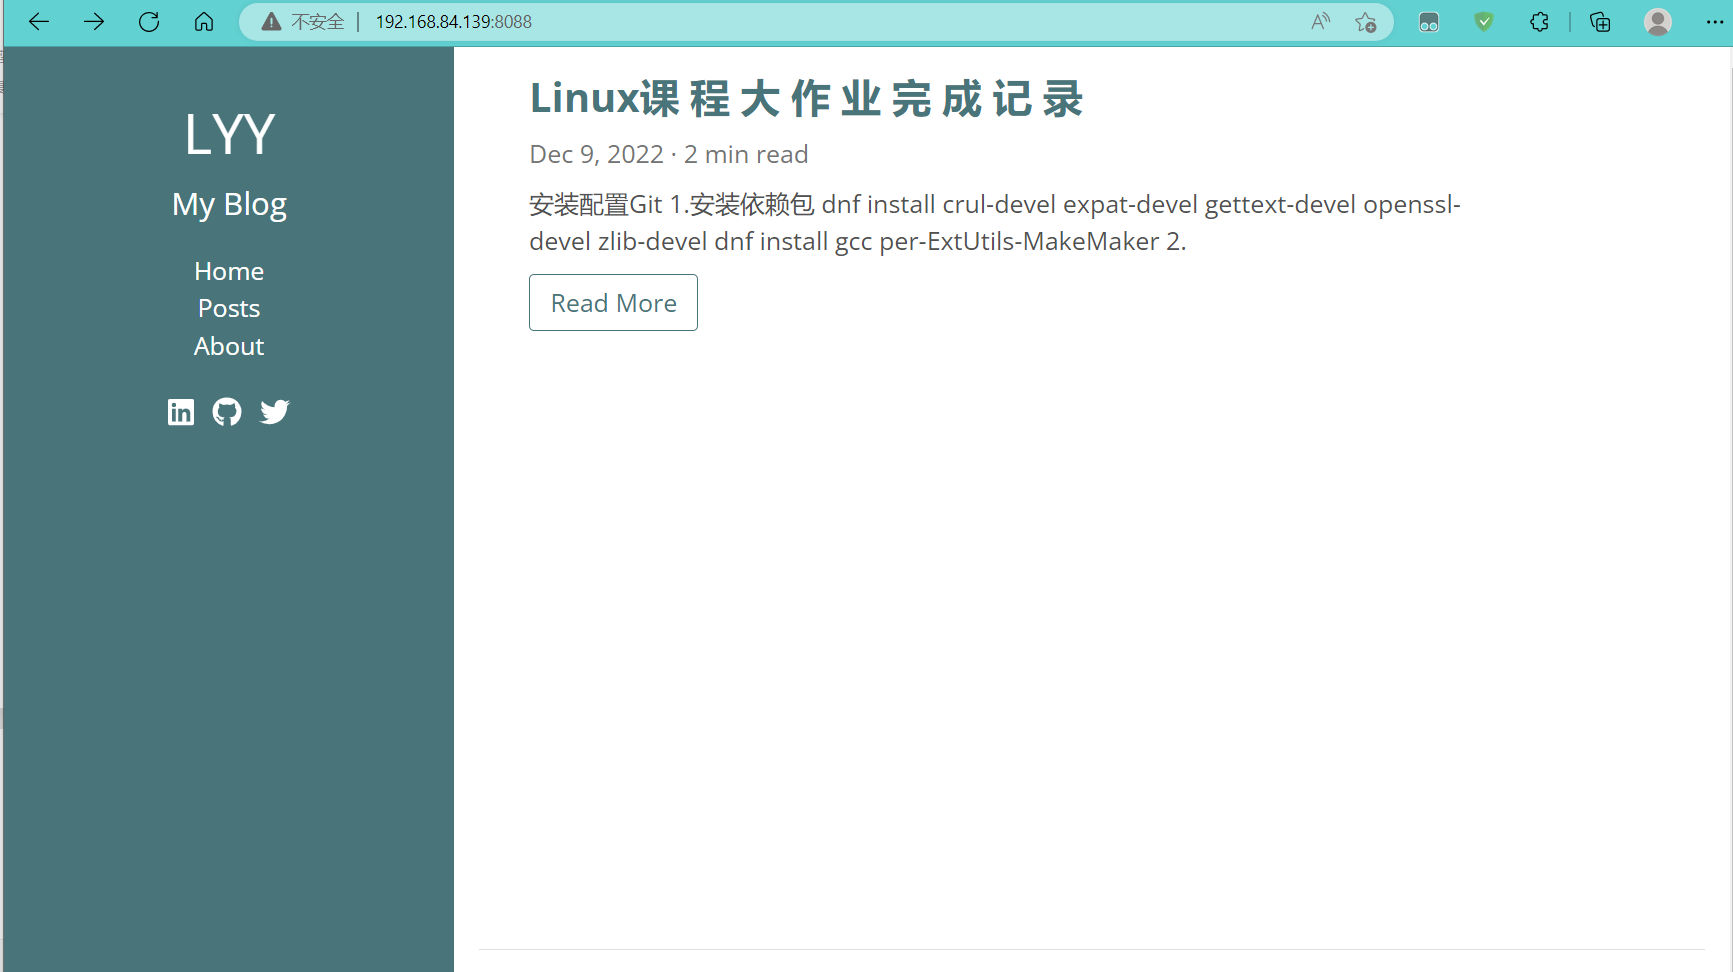 不安全 192.168.84.139:8088
LYY
My Blog
Home
Posts
About
Linux课程大作业完成记录
Dec 9, 2022 · 2 min read
安装配置Git 1.安装依赖包 dnf install crul-devel expat-devel gettext-devel openssl-
devel zlib-devel dnf install gcc per-ExtUtils-MakeMaker 2.
Read More